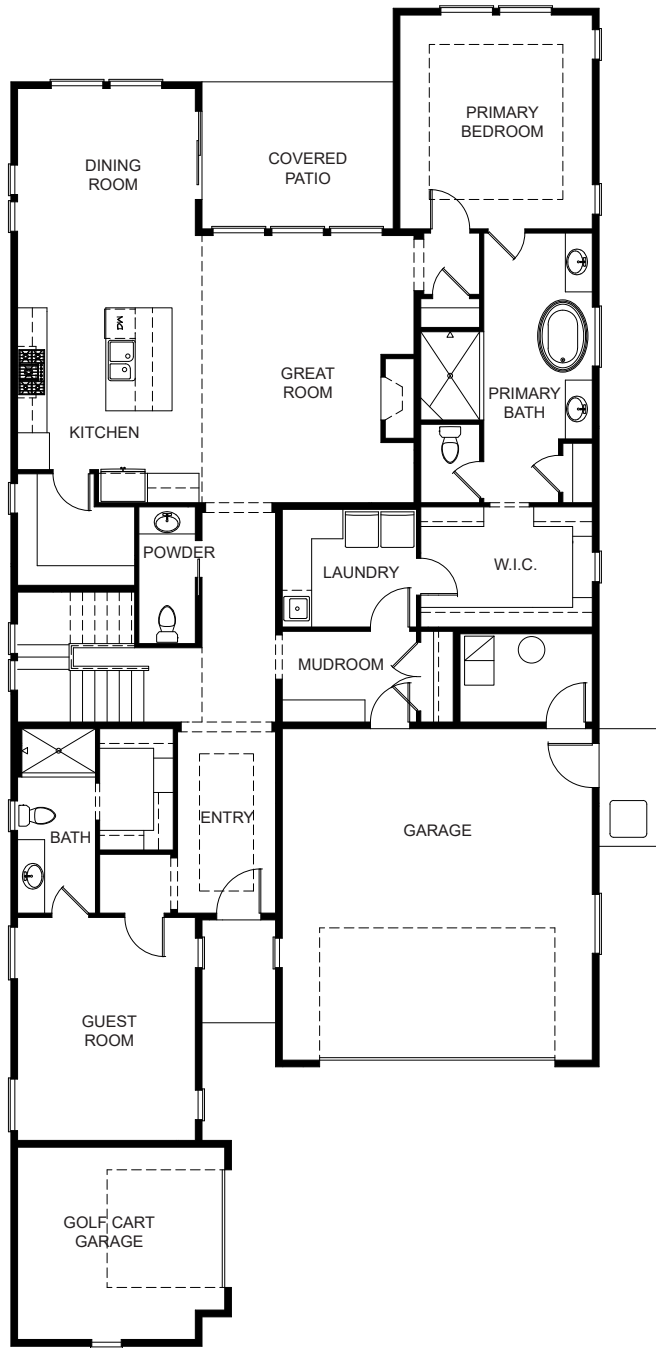 PRIMARY
BEDROOM
DINING
ROOM
COVERED
PATIO
GREAT
ROOM
KITCHEN
PRIMARY
BATH
POWDER
LAUNDRY
W.I.C.
MUDROOM
ENTRY
BATH
GARAGE
GUEST
ROOM
GOLF CART
GARAGE